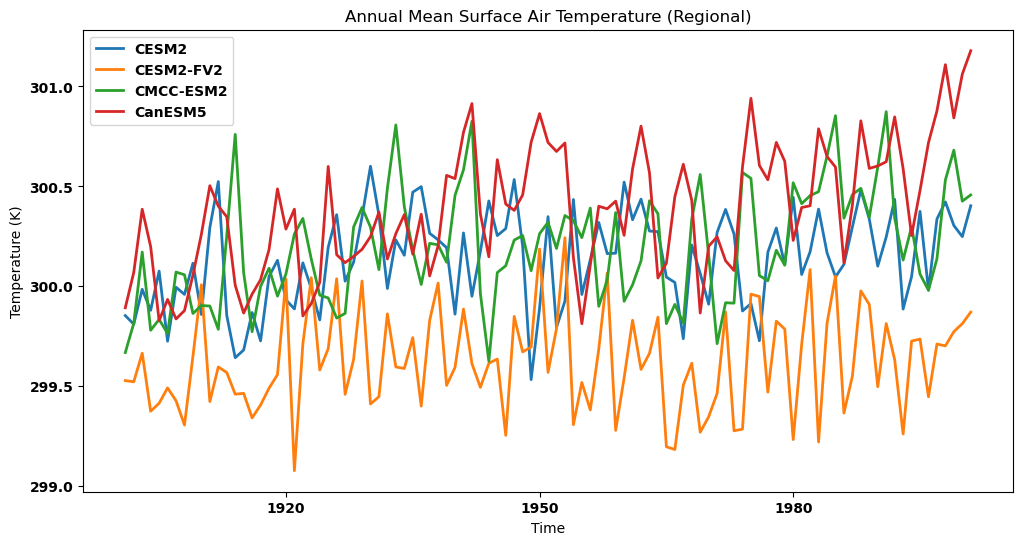 Annual Mean Surface Air Temperature (Regional)
CESM2
CESM2-FV2
CMCC-ESM2
CanESM5
Temperature (K)
301.0
300.5
300.0
299.5
299.0
1920
1950
1980
Time